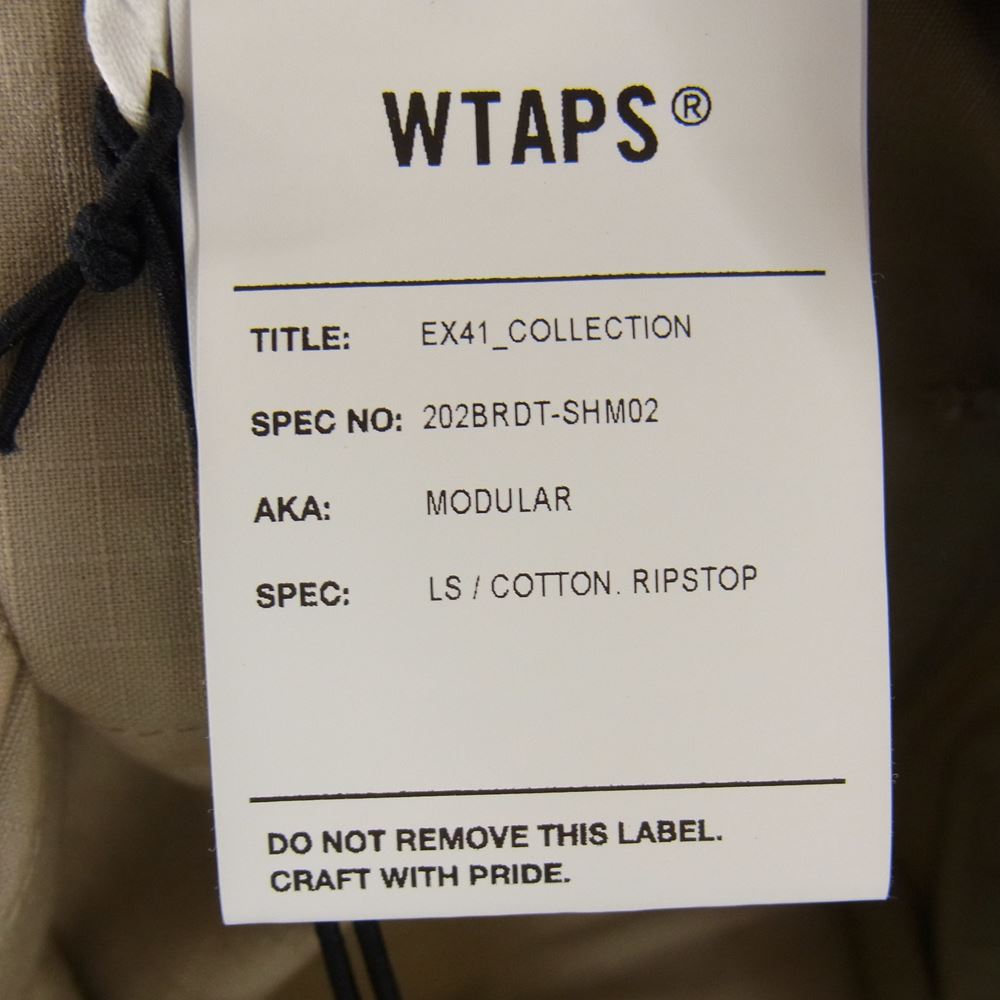 WTAPS®
TITLE: EX41_COLLECTION
SPEC NO: 202BRDT-SHM02
AKA: MODULAR
SPEC: LS / COTTON. RIPSTOP
DO NOT REMOVE THIS LABEL.
CRAFT WITH PRIDE.